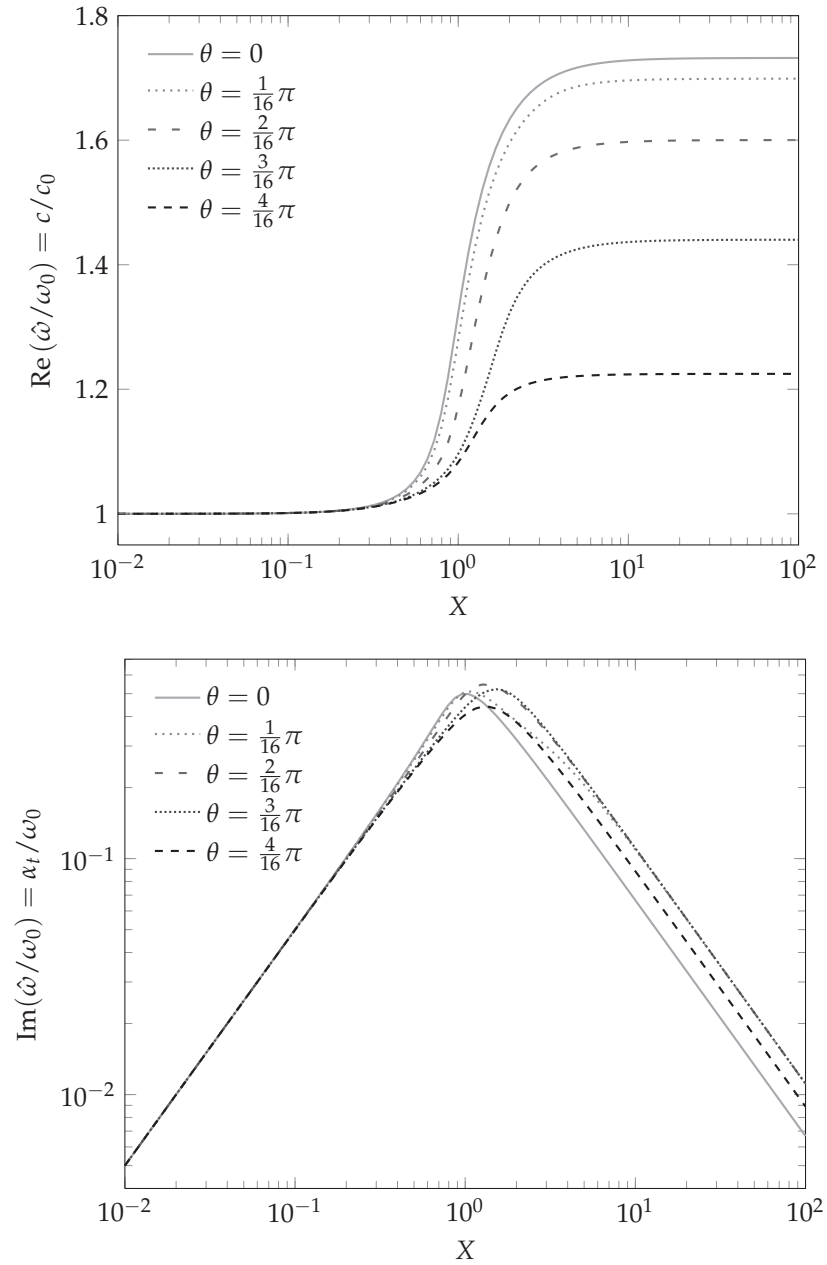 1.8
1.6
1.4
1.2
1
Re (ω̂/ω₀) = c/c₀
θ = 0
θ = 1/16 π
θ = 2/16 π
θ = 3/16 π
θ = 4/16 π
10⁻² 10⁻¹ 10⁰ 10¹ 10²
X
10⁻¹
10⁻²
Im(ω̂/ω₀) = αₜ/ω₀
θ = 0
θ = 1/16 π
θ = 2/16 π
θ = 3/16 π
θ = 4/16 π
10⁻² 10⁻¹ 10⁰ 10¹ 10²
X